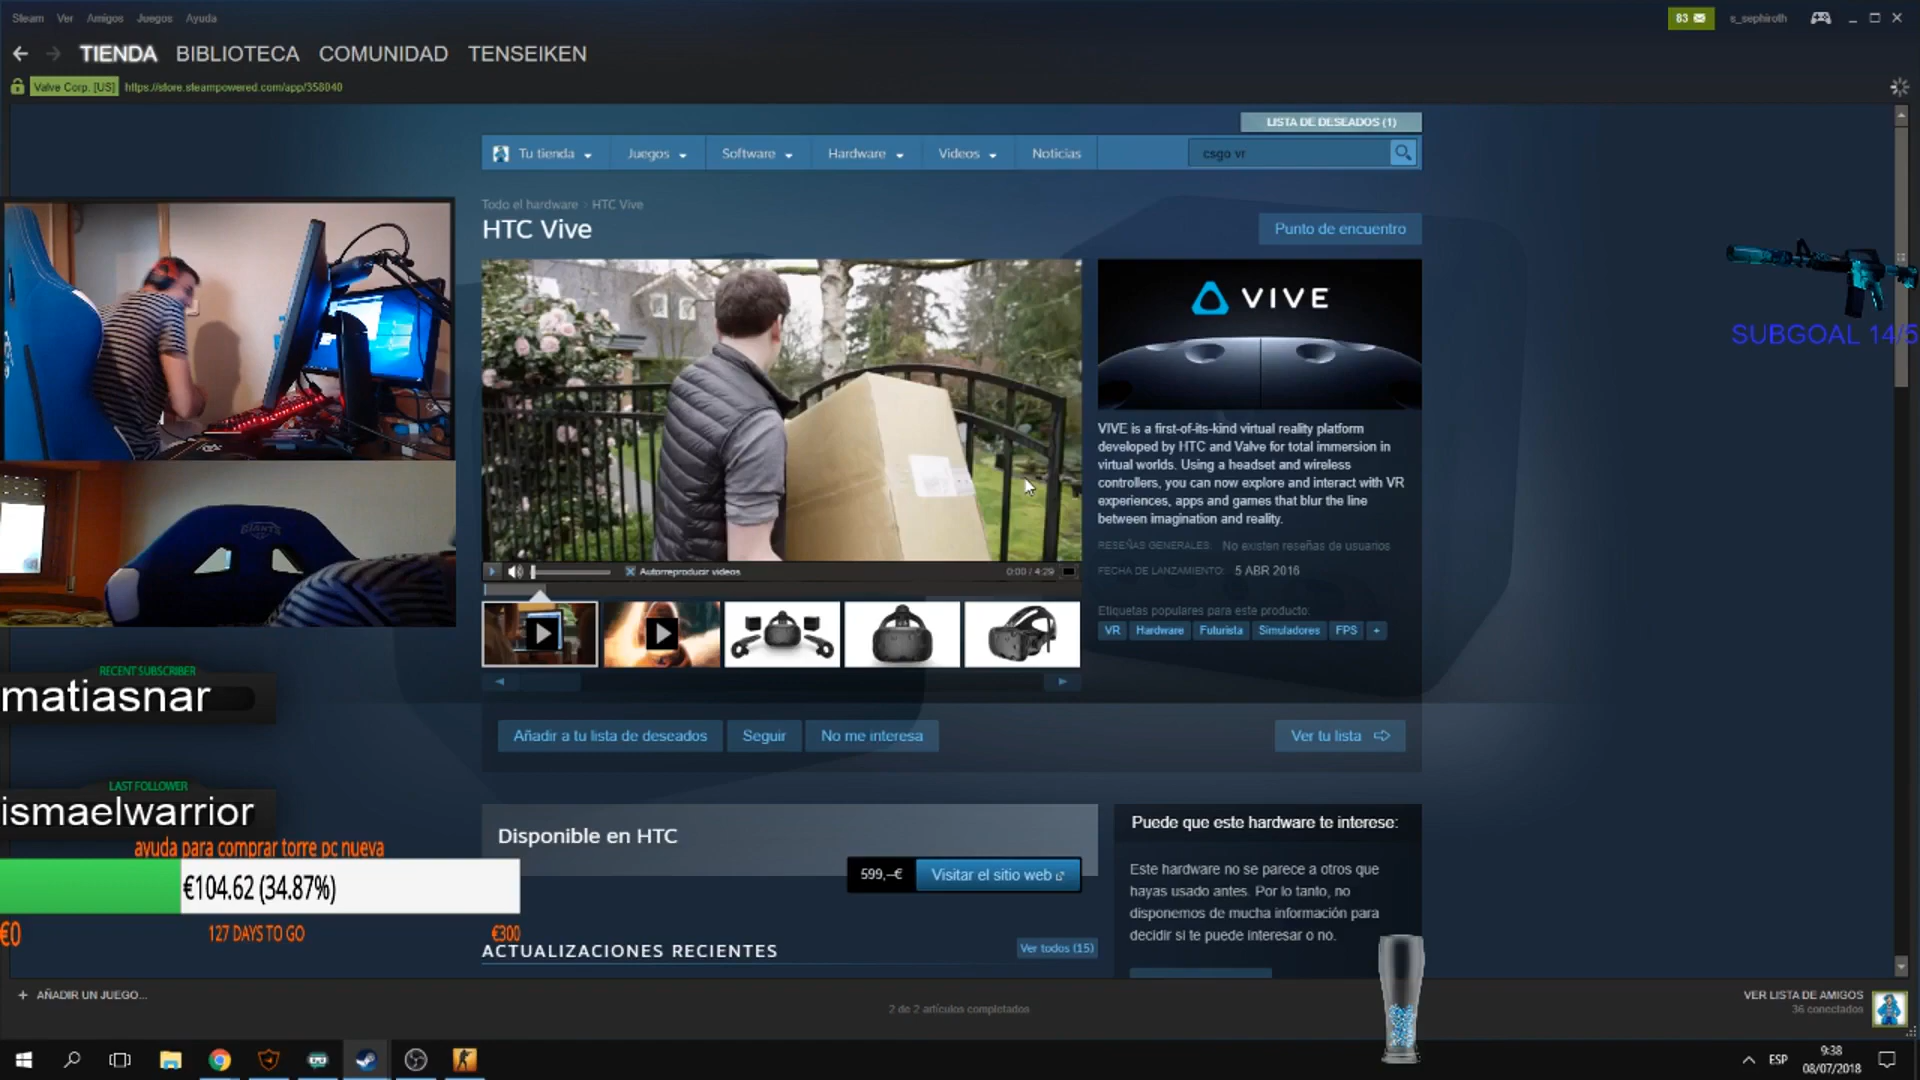 Steam Ver Amigos Juegos Ayuda
83
s_sephiroth
TIENDA BIBLIOTECA COMUNIDAD TENSEIKEN
Valve Corp. [US] https://store.steampowered.com/app/358040
LISTA DE DESEADOS (1)
Tu tienda Juegos Software Hardware Videos Noticias
csgo vr
Todo el hardware > HTC Vive
HTC Vive
Punto de encuentro
VIVE
VIVE is a first-of-its-kind virtual reality platform
developed by HTC and Valve for total immersion in
virtual worlds. Using a headset and wireless
controllers, you can now explore and interact with VR
experiences, apps and games that blur the line
between imagination and reality.
RESEÑAS GENERALES: No existen reseñas de usuarios
FECHA DE LANZAMIENTO: 5 ABR 2016
Etiquetas populares para este producto:
VR Hardware Futurista Simuladores FPS +
Autorreproducir videos
0:00 / 4:29
SUBGOAL 14/5
GIANTS
RECENT SUBSCRIBER
matiasnar
LAST FOLLOWER
ismaelwarrior
ayuda para comprar torre pc nueva
€104.62 (34.87%)
€0 127 DAYS TO GO €300
Añadir a tu lista de deseados Seguir No me interesa Ver tu lista
Disponible en HTC
599,--€ Visitar el sitio web
Puede que este hardware te interese:
Este hardware no se parece a otros que
hayas usado antes. Por lo tanto, no
disponemos de mucha información para
decidir si te puede interesar o no.
ACTUALIZACIONES RECIENTES
Ver todos (15)
+ AÑADIR UN JUEGO...
2 de 2 artículos completados
VER LISTA DE AMIGOS
36 conectados
ESP
9:38
08/07/2018